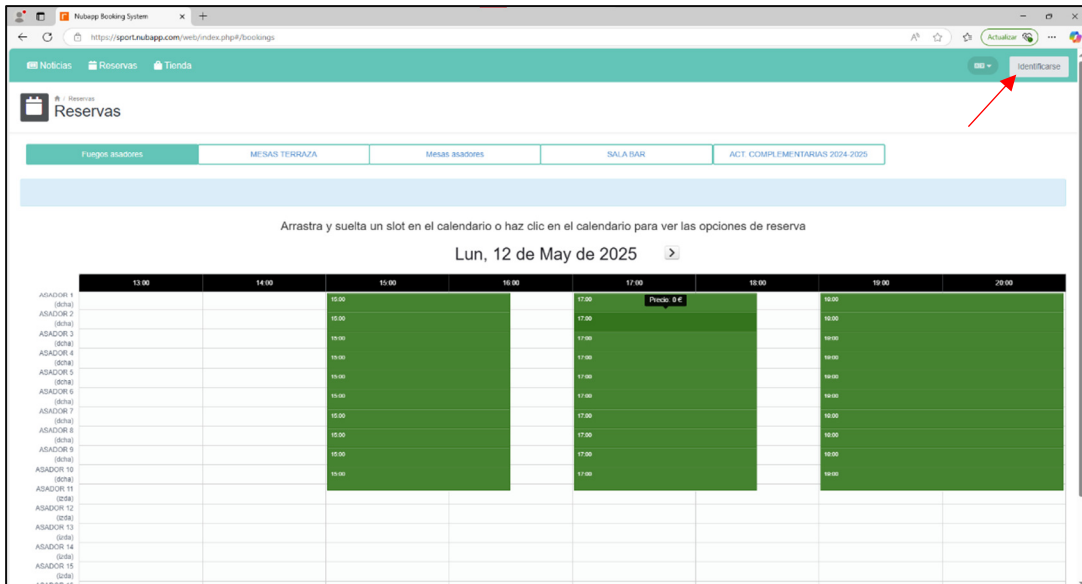 Nubapp Booking System
https://sport.nubapp.com/web/index.php#/bookings
Actualizar
Noticias Reservas Tienda
Identificarse
/ Reservas
Reservas
Fuegos asadores MESAS TERRAZA Mesas asadores SALA BAR ACT. COMPLEMENTARIAS 2024-2025
Arrastra y suelta un slot en el calendario o haz clic en el calendario para ver las opciones de reserva
Lun, 12 de May de 2025
13:00 14:00 15:00 16:00 17:00 18:00 19:00 20:00
ASADOR 1
(dcha)
15:00 17:00 Precio: 0 € 19:00
ASADOR 2
(dcha)
15:00 17:00 19:00
ASADOR 3
(dcha)
15:00 17:00 19:00
ASADOR 4
(dcha)
15:00 17:00 19:00
ASADOR 5
(dcha)
15:00 17:00 19:00
ASADOR 6
(dcha)
15:00 17:00 19:00
ASADOR 7
(dcha)
15:00 17:00 19:00
ASADOR 8
(dcha)
15:00 17:00 19:00
ASADOR 9
(dcha)
15:00 17:00 19:00
ASADOR 10
(dcha)
15:00 17:00 19:00
ASADOR 11
(izda)
ASADOR 12
(izda)
ASADOR 13
(izda)
ASADOR 14
(izda)
ASADOR 15
(izda)